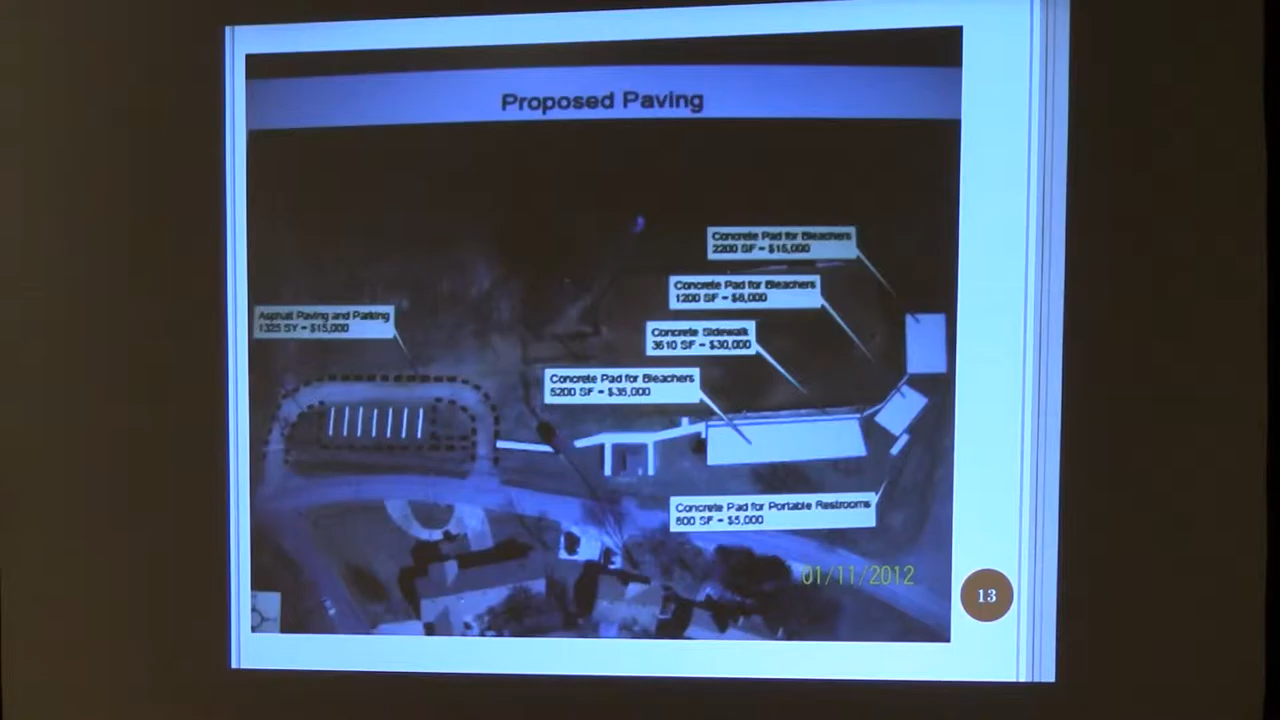 Proposed Paving
Concrete Pad for Bleachers
2200 SF - $15,000
Concrete Pad for Bleachers
1200 SF - $8,000
Asphalt Paving and Parking
1325 SY - $15,000
Concrete Sidewalk
3610 SF - $30,000
Concrete Pad for Bleachers
5200 SF - $35,000
Concrete Pad for Portable Restrooms
800 SF - $5,000
01/11/2012
13